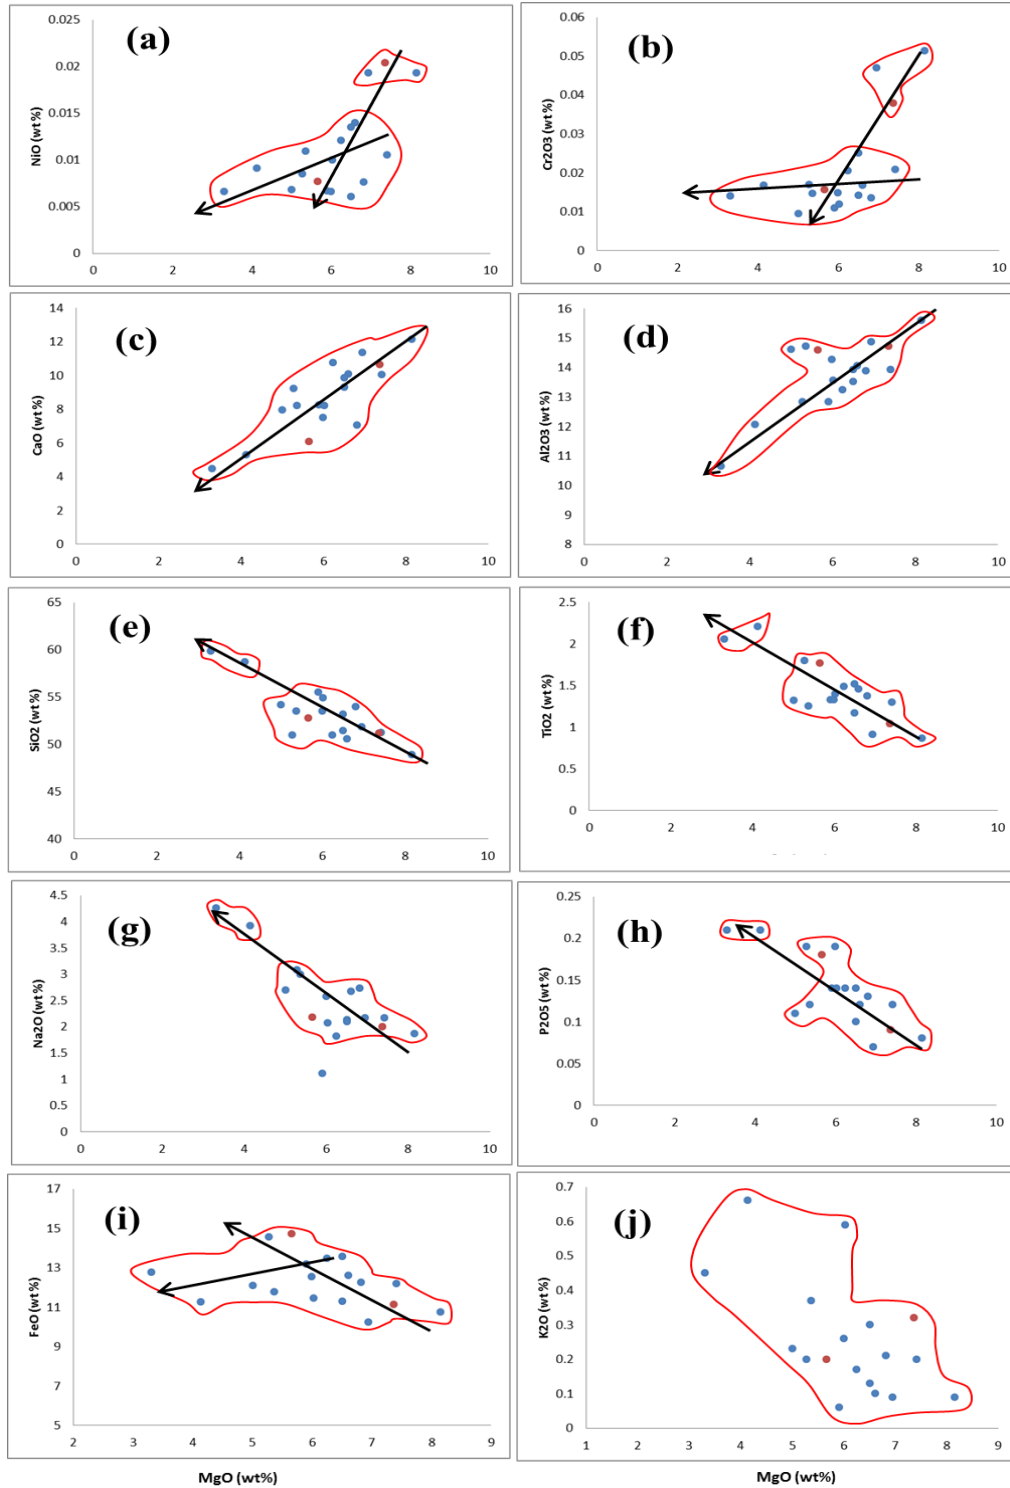 (a)
NiO (wt%)
0.025
0.02
0.015
0.01
0.005
0
0 2 4 6 8 10
(b)
Cr2O3 (wt%)
0.06
0.05
0.04
0.03
0.02
0.01
0
0 2 4 6 8 10
(c)
CaO (wt%)
14
12
10
8
6
4
2
0
0 2 4 6 8 10
(d)
Al2O3 (wt%)
16
15
14
13
12
11
10
9
8
0 2 4 6 8 10
(e)
SiO2 (wt%)
65
60
55
50
45
40
0 2 4 6 8 10
(f)
TiO2 (wt%)
2.5
2
1.5
1
0.5
0
0 2 4 6 8 10
(g)
Na2O (wt%)
4.5
4
3.5
3
2.5
2
1.5
1
0.5
0
0 2 4 6 8 10
(h)
P2O5 (wt%)
0.25
0.2
0.15
0.1
0.05
0
0 2 4 6 8 10
(i)
FeO (wt%)
17
15
13
11
9
7
5
2 3 4 5 6 7 8 9
MgO (wt%)
(j)
K2O (wt%)
0.7
0.6
0.5
0.4
0.3
0.2
0.1
0
1 2 3 4 5 6 7 8 9
MgO (wt%)